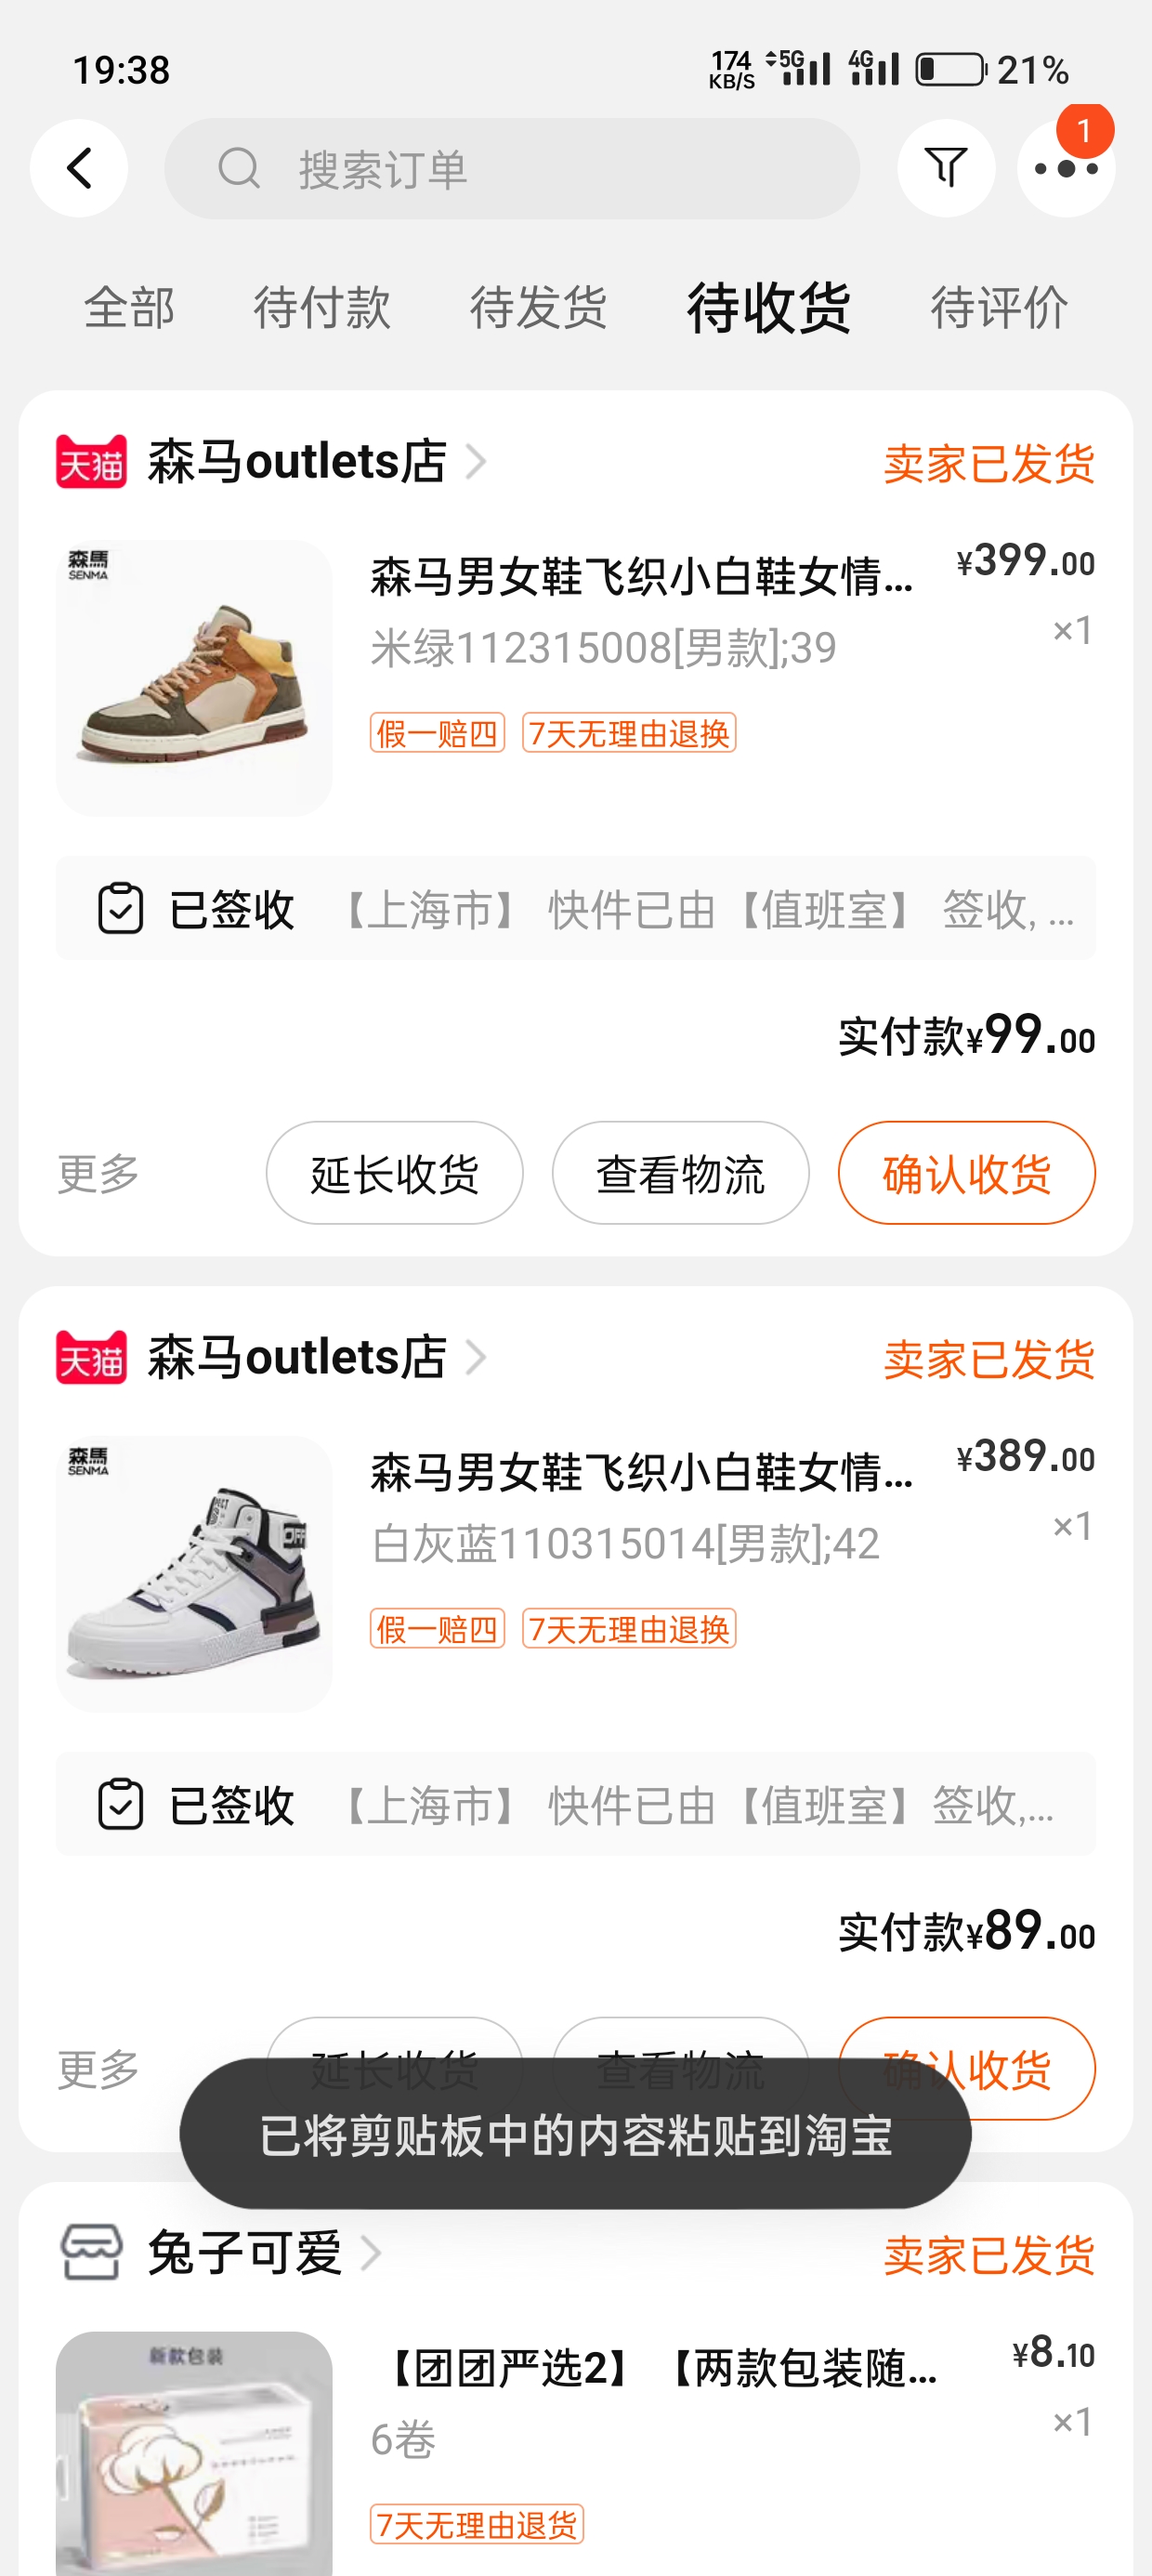 19:38
174
KB/S
5G
4G
21%
1
搜索订单
全部
待付款
待发货
待收货
待评价
天猫
森马outlets店
卖家已发货
森馬
SENMA
森马男女鞋飞织小白鞋女情...
¥399.00
米绿112315008[男款];39
×1
假一赔四
7天无理由退换
已签收
【上海市】 快件已由【值班室】 签收, ...
实付款¥99.00
更多
延长收货
查看物流
确认收货
天猫
森马outlets店
卖家已发货
森馬
SENMA
森马男女鞋飞织小白鞋女情...
¥389.00
白灰蓝110315014[男款];42
×1
假一赔四
7天无理由退换
已签收
【上海市】 快件已由【值班室】签收,...
实付款¥89.00
更多
延长收货
查看物流
确认收货
已将剪贴板中的内容粘贴到淘宝
兔子可爱
卖家已发货
新款包装
【团团严选2】【两款包装随...
¥8.10
6卷
×1
7天无理由退货